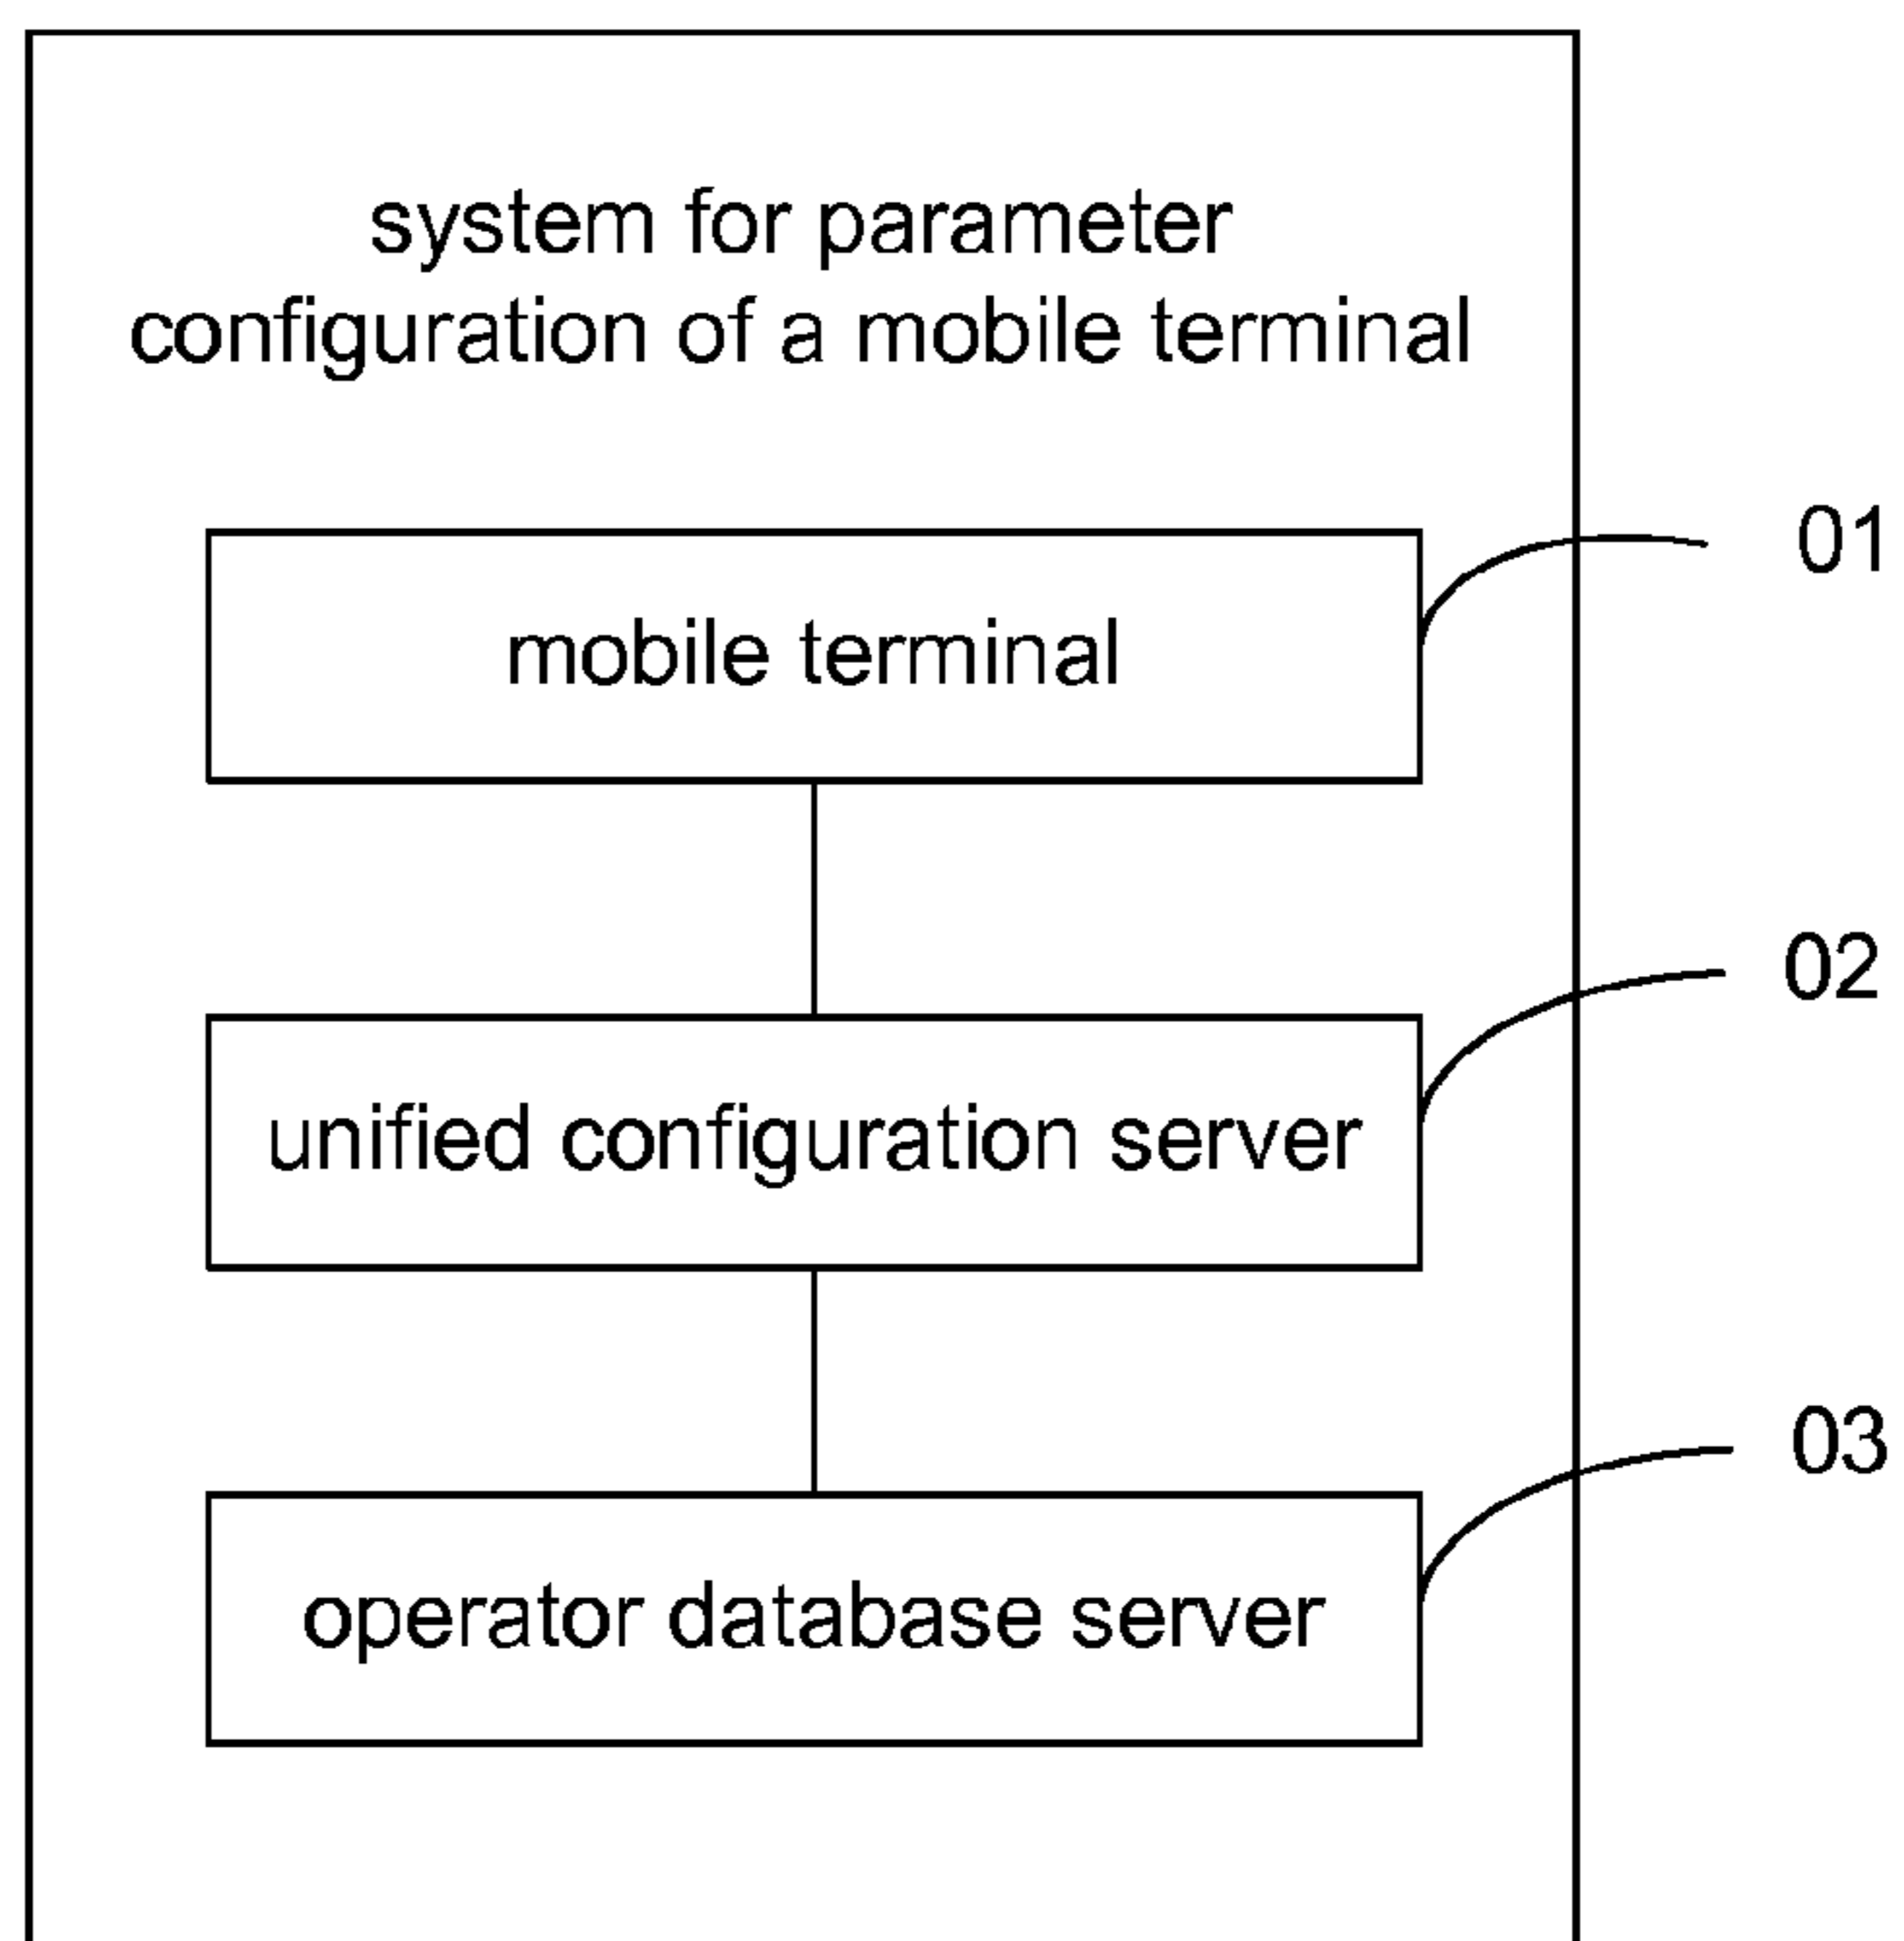 system for parameter
configuration of a mobile terminal
01
mobile terminal
02
unified configuration server
03
operator database server